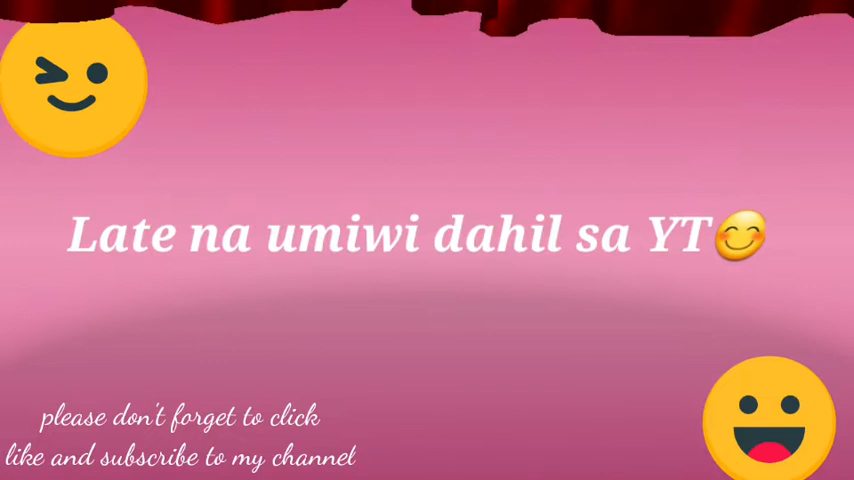 Late na umiwi dahil sa YT😊
please don't forget to click
like and subscribe to my channel